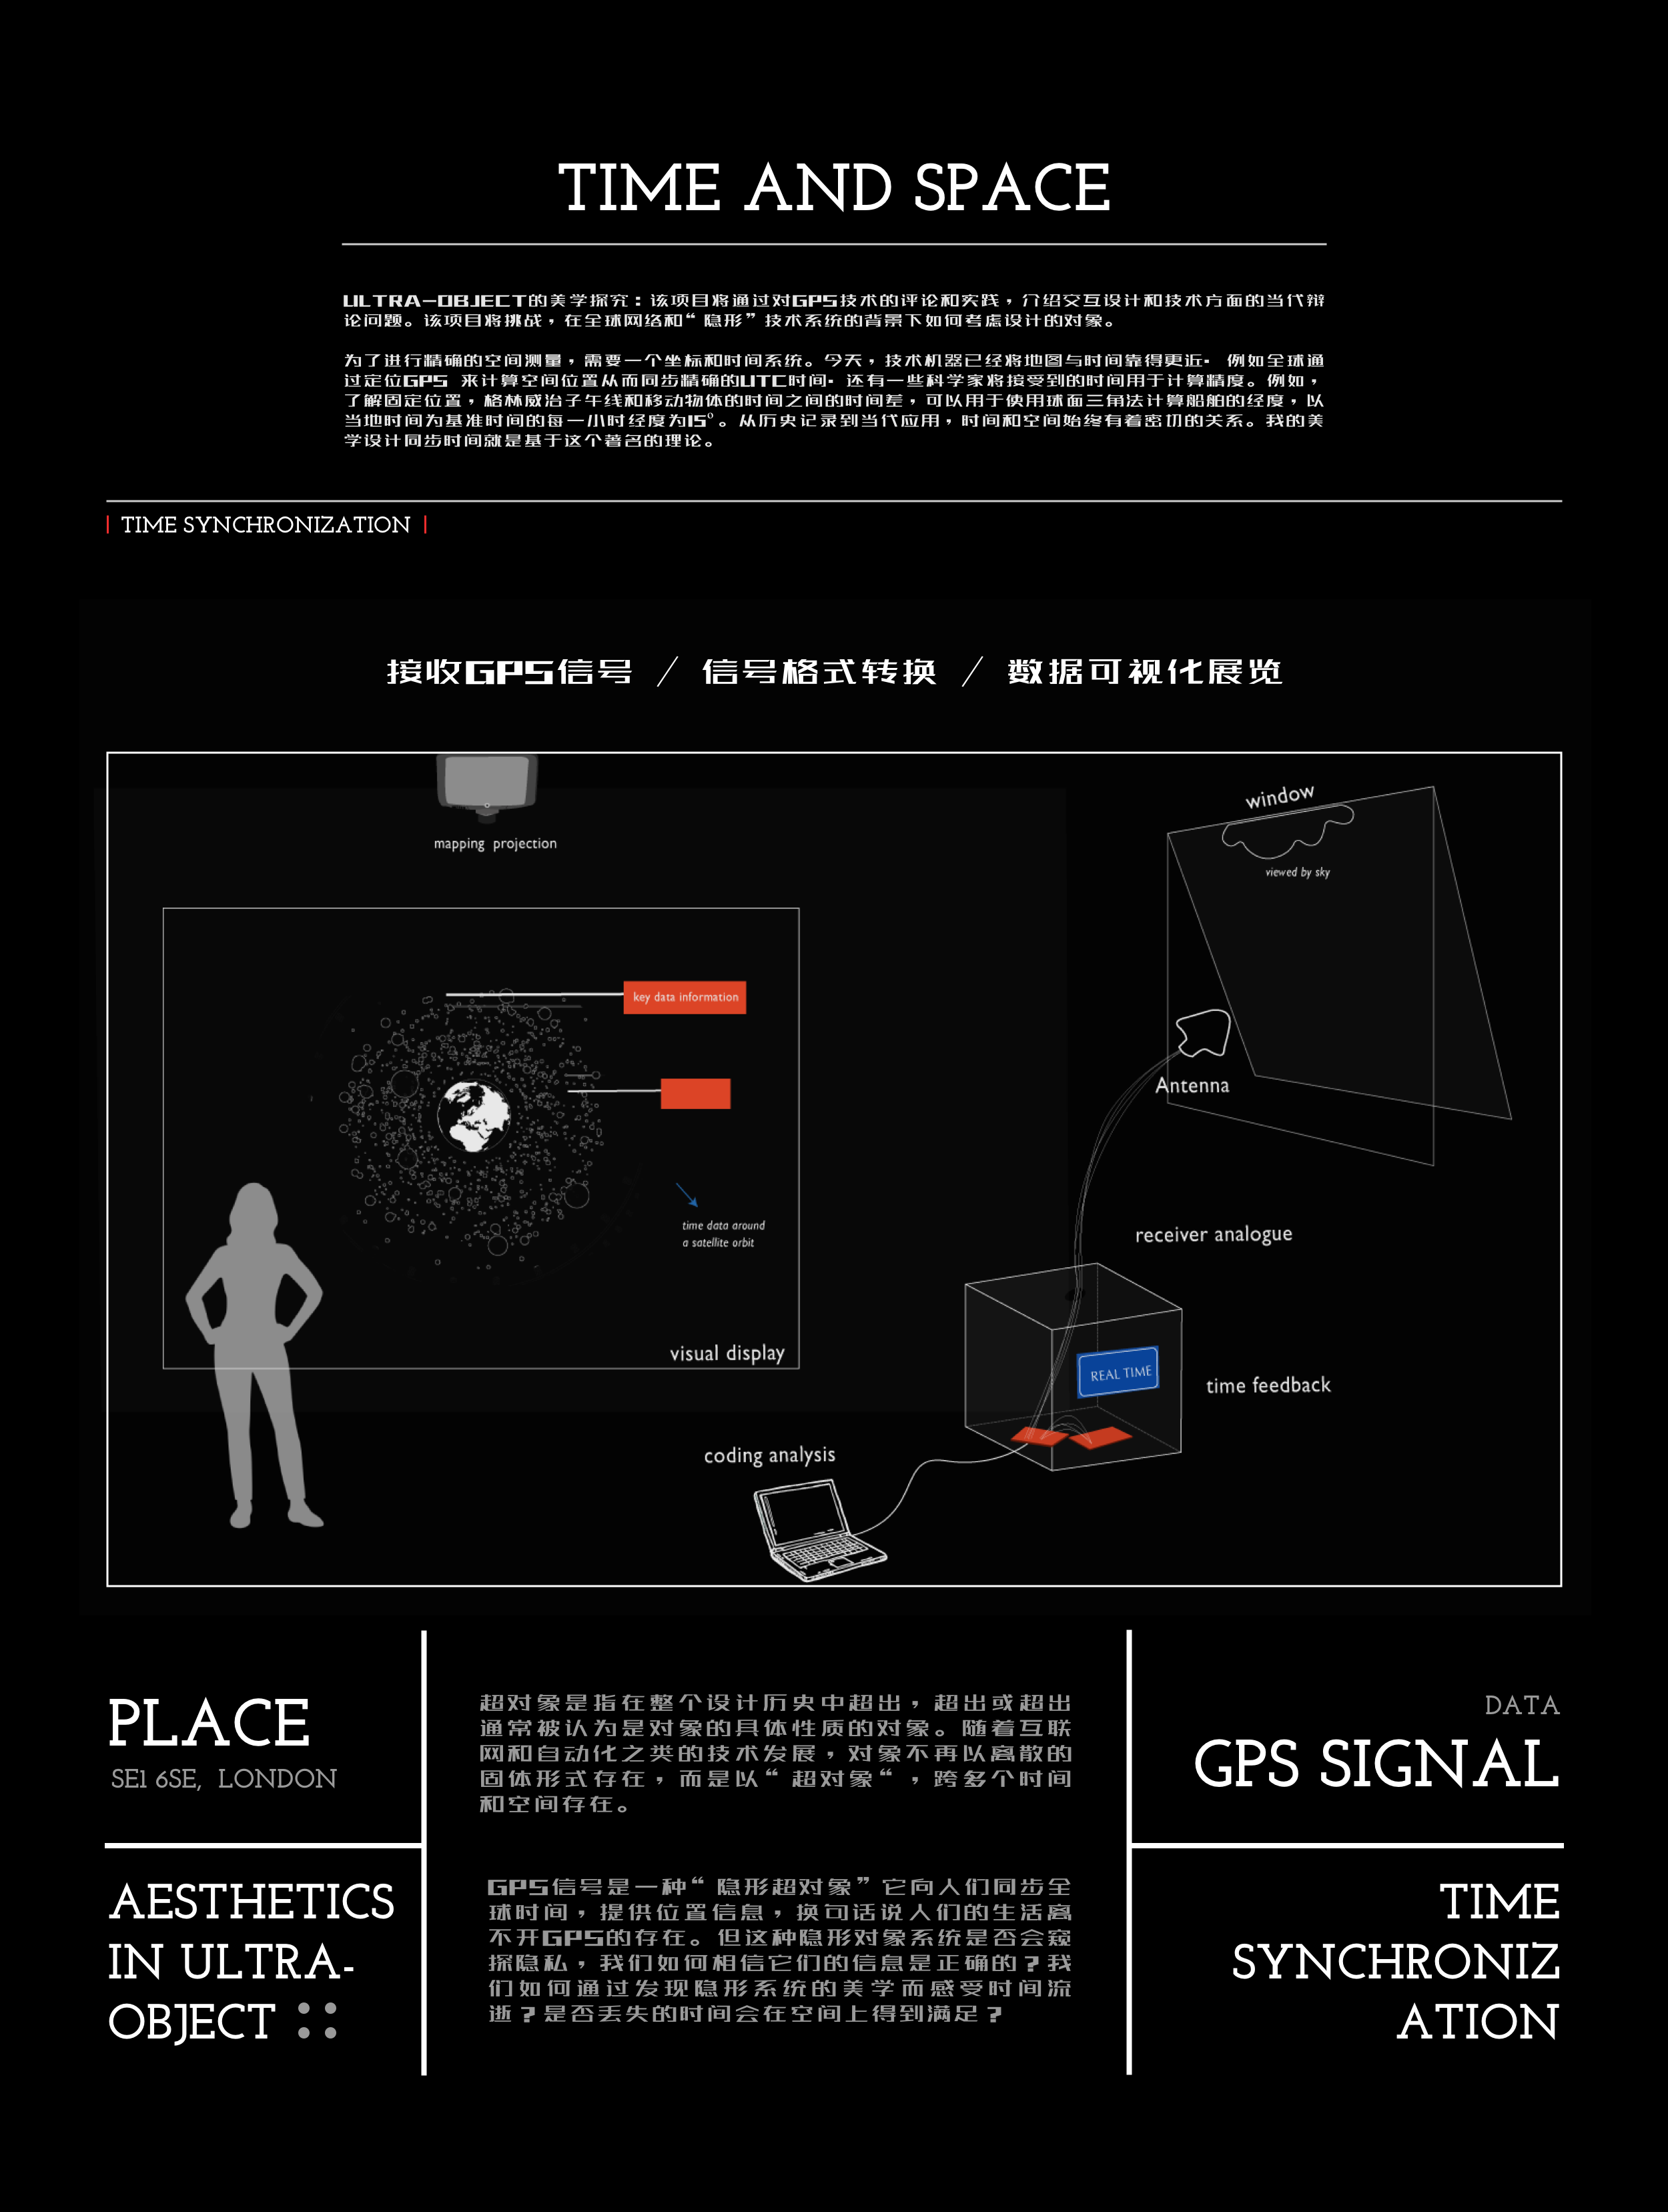 TIME AND SPACE
ULTRA-OBJECT的美学探究：该项目将通过对GPS技术的评论和实践，介绍交互设计和技术方面的当代辩
论问题。该项目将挑战，在全球网络和“隐形”技术系统的背景下如何考虑设计的对象。
为了进行精确的空间测量，需要一个坐标和时间系统。今天，技术机器已经将地图与时间靠得更近. 例如全球通
过定位GPS 来计算空间位置从而同步精确的UTC时间. 还有一些科学家将接受到的时间用于计算精度。例如，
了解固定位置，格林威治子午线和移动物体的时间之间的时间差，可以用于使用球面三角法计算船舶的经度，以
当地时间为基准时间的每一小时经度为15°。从历史记录到当代应用，时间和空间始终有着密切的关系。我的美
学设计同步时间就是基于这个著名的理论。
TIME SYNCHRONIZATION
接收GPS信号 / 信号格式转换 / 数据可视化展览
mapping projection
window
viewed by sky
key data information
Antenna
time data around
a satellite orbit
receiver analogue
visual display
REAL TIME
time feedback
coding analysis
PLACE
SE1 6SE, LONDON
AESTHETICS
IN ULTRA-
OBJECT
超对象是指在整个设计历史中超出，超出或超出
通常被认为是对象的具体性质的对象。随着互联
网和自动化之类的技术发展，对象不再以离散的
固体形式存在，而是以“超对象“，跨多个时间
和空间存在。
GPS信号是一种“隐形超对象”它向人们同步全
球时间，提供位置信息，换句话说人们的生活离
不开GPS的存在。但这种隐形对象系统是否会窥
探隐私，我们如何相信它们的信息是正确的？我
们如何通过发现隐形系统的美学而感受时间流
逝？是否丢失的时间会在空间上得到满足？
DATA
GPS SIGNAL
TIME
SYNCHRONIZ
ATION